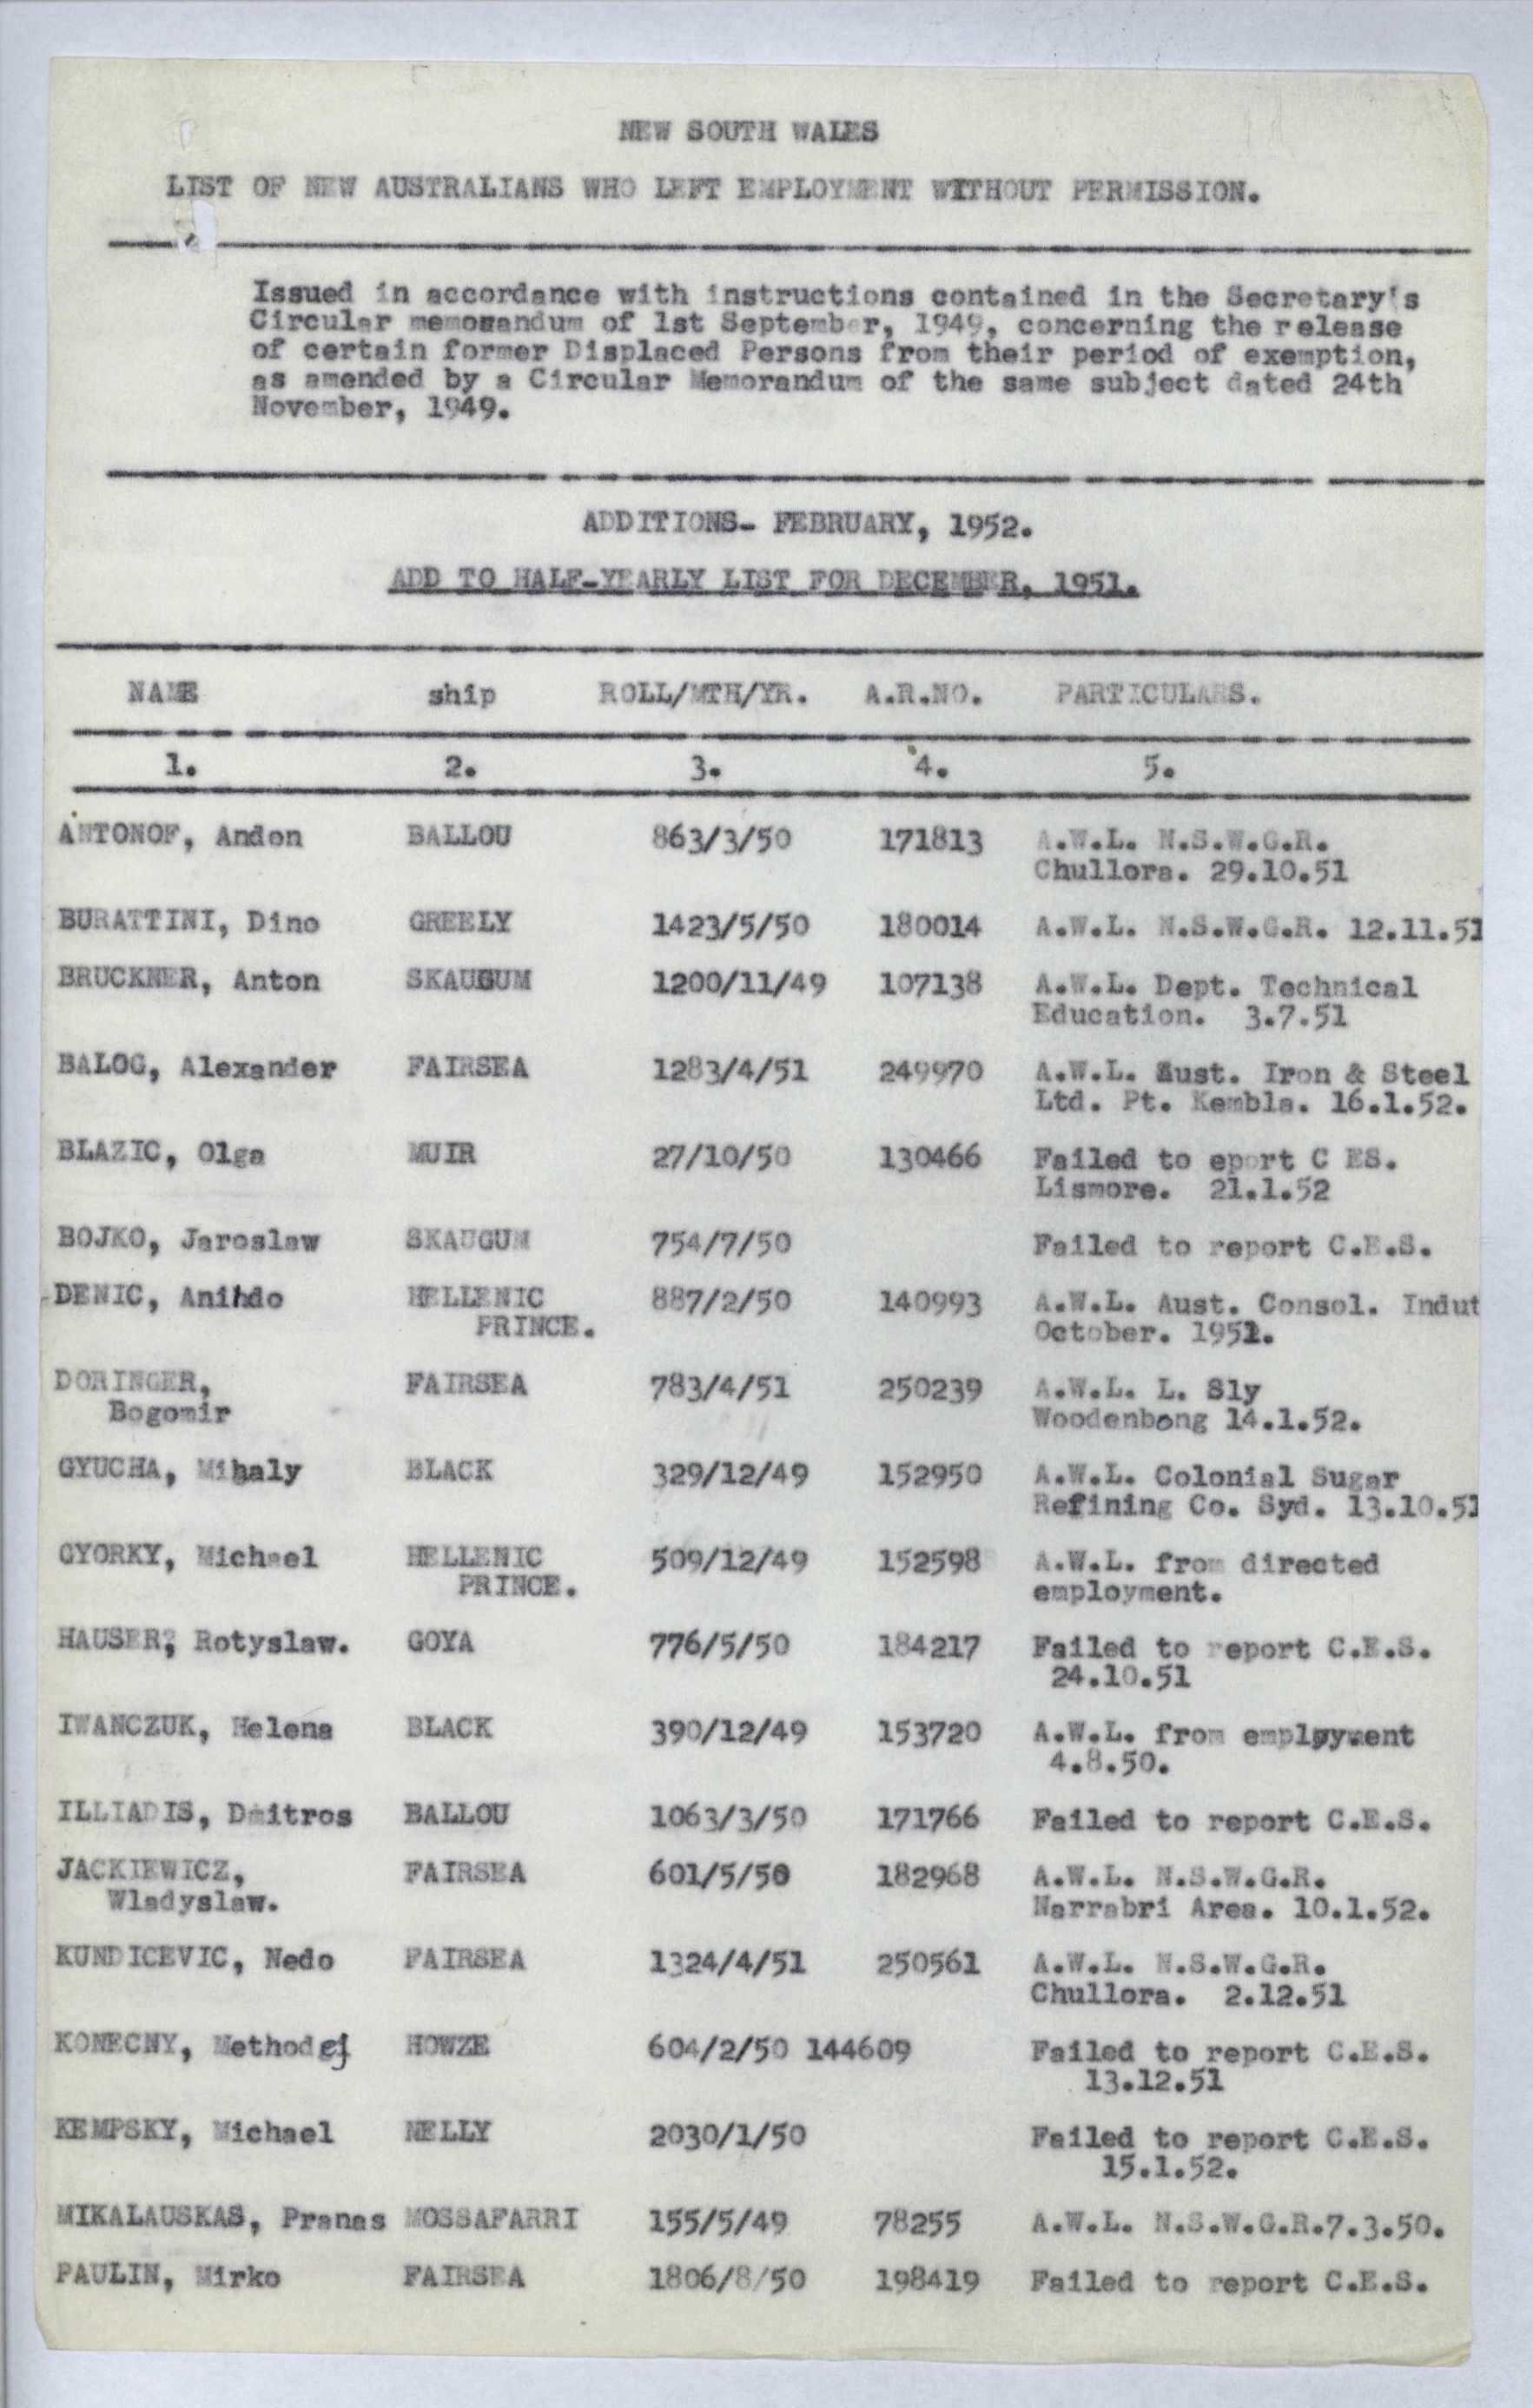 NEW SOUTH WALES
LIST OF NEW AUSTRALIANS WHO LEFT EMPLOYMENT WITHOUT PERMISSION.
Issued in accordance with instructions contained in the Secretary's
Circular memorandum of 1st September, 1949, concerning the release
of certain former Displaced Persons from their period of exemption,
as amended by a Circular Memorandum of the same subject dated 24th
November, 1949.
ADDITIONS- FEBRUARY, 1952.
ADD TO HALF-YEARLY LIST FOR DECEMBER, 1951.
NAME ship ROLL/MTH/YR. A.R.NO. PARTICULARS.
1. 2. 3. 4. 5.
ANTONOF, Andon BALLOU 863/3/50 171813 A.W.L. N.S.W.G.R.
Chullora. 29.10.51
BURATTINI, Dino GREELY 1423/5/50 180014 A.W.L. N.S.W.G.R. 12.11.51
BRUCKNER, Anton SKAUGUM 1200/11/49 107138 A.W.L. Dept. Technical
Education. 3.7.51
BALOG, Alexander FAIRSEA 1283/4/51 249970 A.W.L. Aust. Iron & Steel
Ltd. Pt. Kembla. 16.1.52.
BLAZIC, Olga MUIR 27/10/50 130466 Failed to eport C ES.
Lismore. 21.1.52
BOJKO, Jaroslaw SKAUGUM 754/7/50 Failed to report C.E.S.
DENIC, Anihdo HELLENIC 887/2/50 140993 A.W.L. Aust. Consol. Indut
PRINCE. October. 1951.
DORINGER, FAIRSEA 783/4/51 250239 A.W.L. L. Sly
Bogomir Woodenbong 14.1.52.
GYUCHA, Mihaly BLACK 329/12/49 152950 A.W.L. Colonial Sugar
Refining Co. Syd. 13.10.51
GYORKY, Michael HELLENIC 509/12/49 152598 A.W.L. from directed
PRINCE. employment.
HAUSER, Rotyslaw. GOYA 776/5/50 184217 Failed to report C.E.S.
24.10.51
IWANCZUK, Helena BLACK 390/12/49 153720 A.W.L. from employment
4.8.50.
ILLIADIS, Dmitros BALLOU 1063/3/50 171766 Failed to report C.E.S.
JACKIEWICZ, FAIRSEA 601/5/50 182968 A.W.L. N.S.W.G.R.
Wladyslaw. Narrabri Area. 10.1.52.
KUNDICEVIC, Nedo FAIRSEA 1324/4/51 250561 A.W.L. N.S.W.G.R.
Chullora. 2.12.51
KONECNY, Methodej HOWZE 604/2/50 144609 Failed to report C.E.S.
13.12.51
KEMPSKY, Michael NELLY 2030/1/50 Failed to report C.E.S.
15.1.52.
MIKALAUSKAS, Pranas MOSSAFARRI 155/5/49 78255 A.W.L. N.S.W.G.R.7.3.50.
PAULIN, Mirko FAIRSEA 1806/8/50 198419 Failed to report C.E.S.